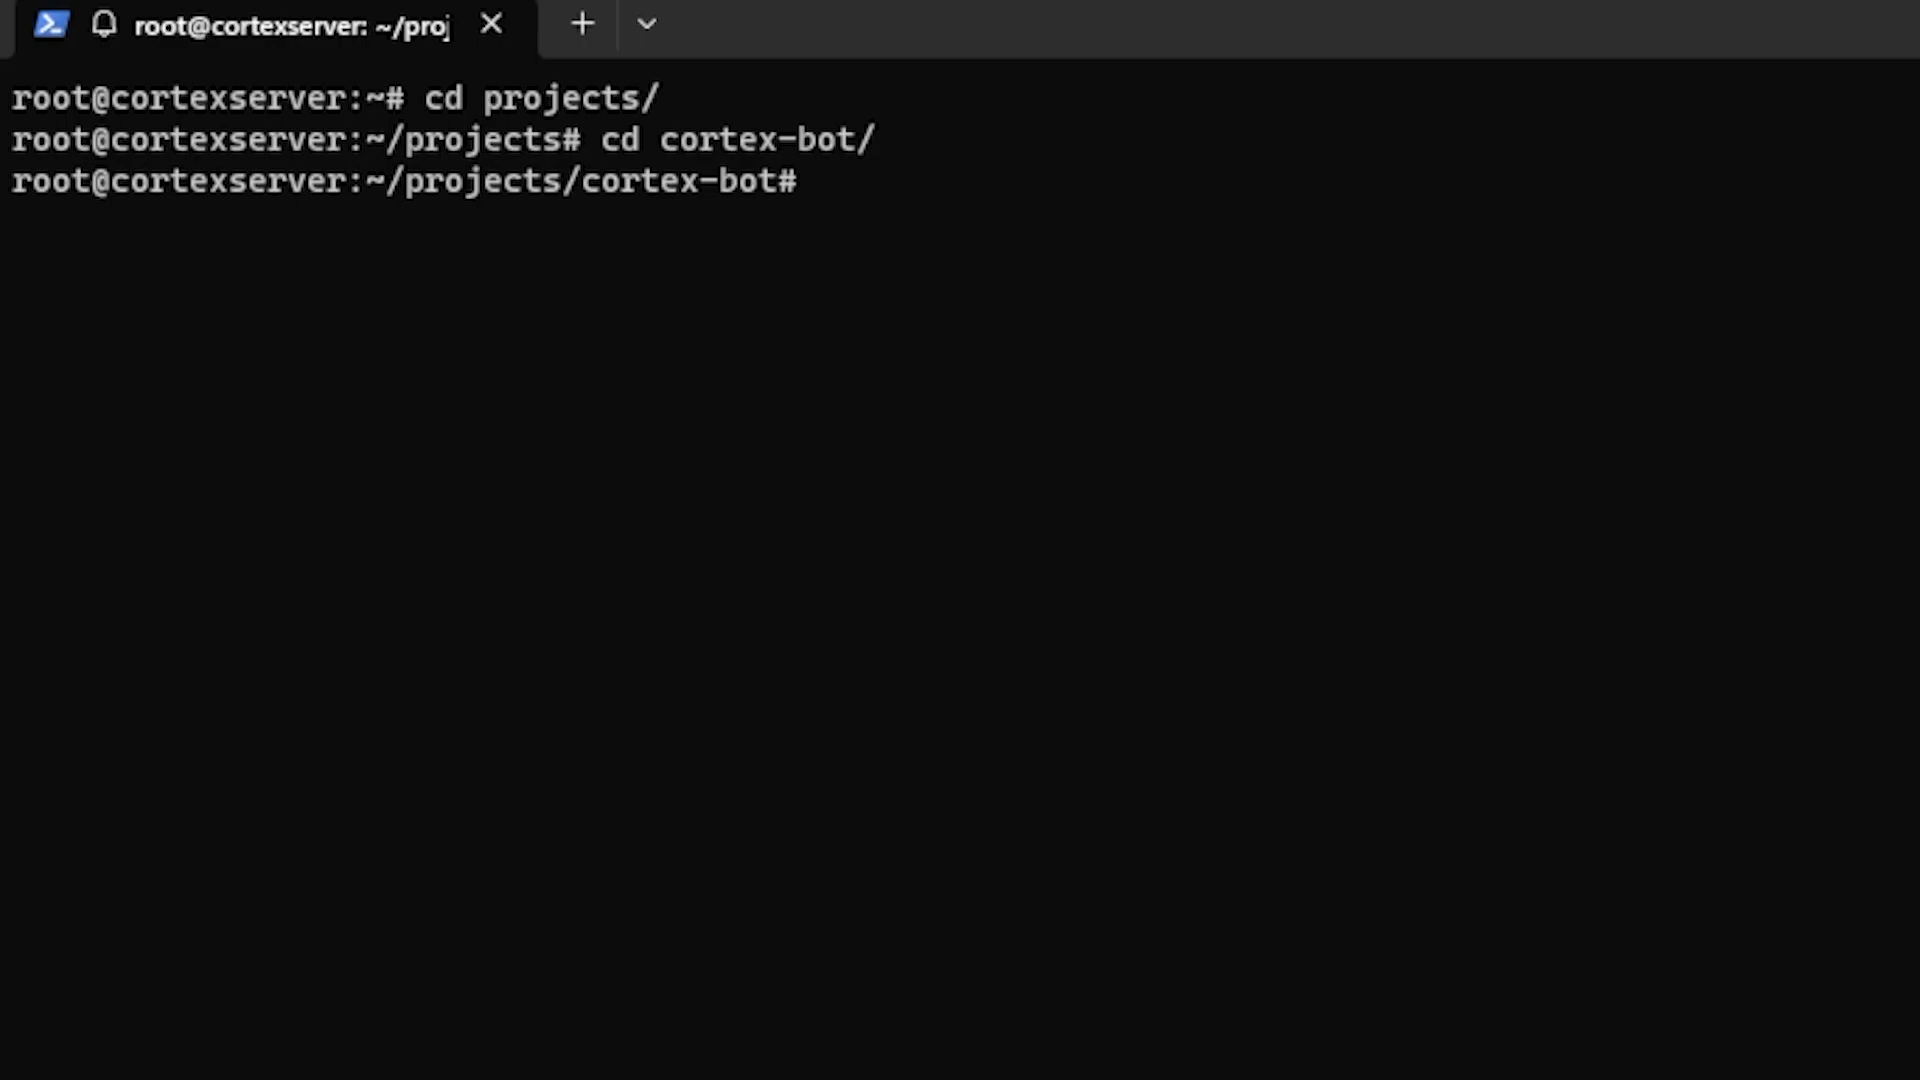 root@cortexserver: ~/proj
root@cortexserver:~# cd projects/
root@cortexserver:~/projects# cd cortex-bot/
root@cortexserver:~/projects/cortex-bot#